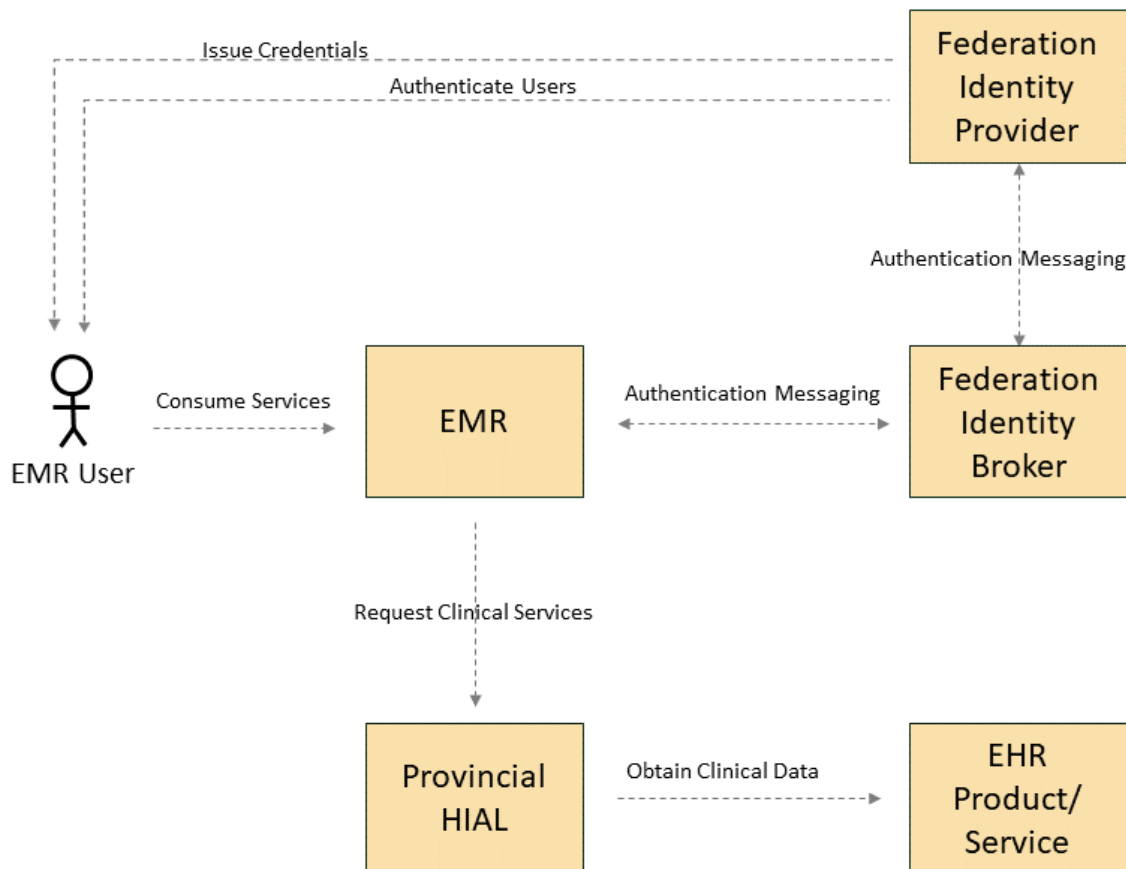 Issue Credentials
Federation
Identity
Provider
Authenticate Users
Authentication Messaging
Consume Services
EMR
Authentication Messaging
Federation
Identity
Broker
EMR User
Request Clinical Services
Provincial
HIAL
Obtain Clinical Data
EHR
Product/
Service